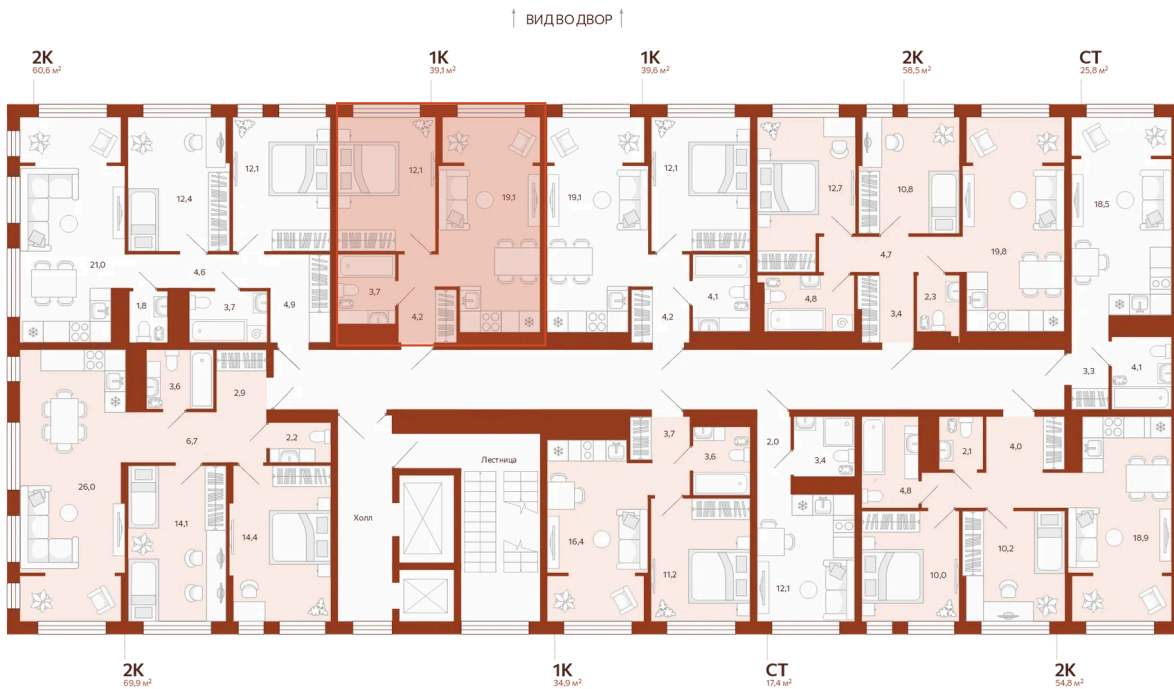 ↑ ВИД ВО ДВОР ↑
2К
60,6 м²
1К
39,1 м²
1К
39,6 м²
2К
58,5 м²
СТ
25,8 м²
12,4
12,1
12,1
19,1
19,1
12,1
12,7
10,8
19,8
18,5
21,0
4,6
1,8
3,7
4,9
3,7
4,2
4,2
4,1
4,7
4,8
3,4
2,3
3,3
4,1
3,6
2,9
6,7
2,2
26,0
14,1
14,4
Холл
Лестница
3,7
3,6
16,4
11,2
2,0
3,4
12,1
4,8
2,1
4,0
10,0
10,2
18,9
2К
69,9 м²
1К
34,9 м²
СТ
17,4 м²
2К
54,8 м²